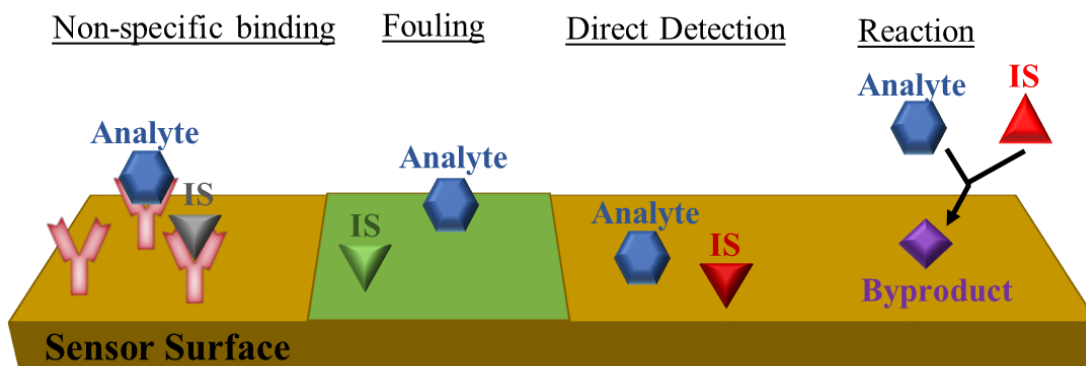 Non-specific binding
Fouling
Direct Detection
Reaction
Analyte
IS
Analyte
IS
Analyte
IS
Analyte
IS
Byproduct
Sensor Surface